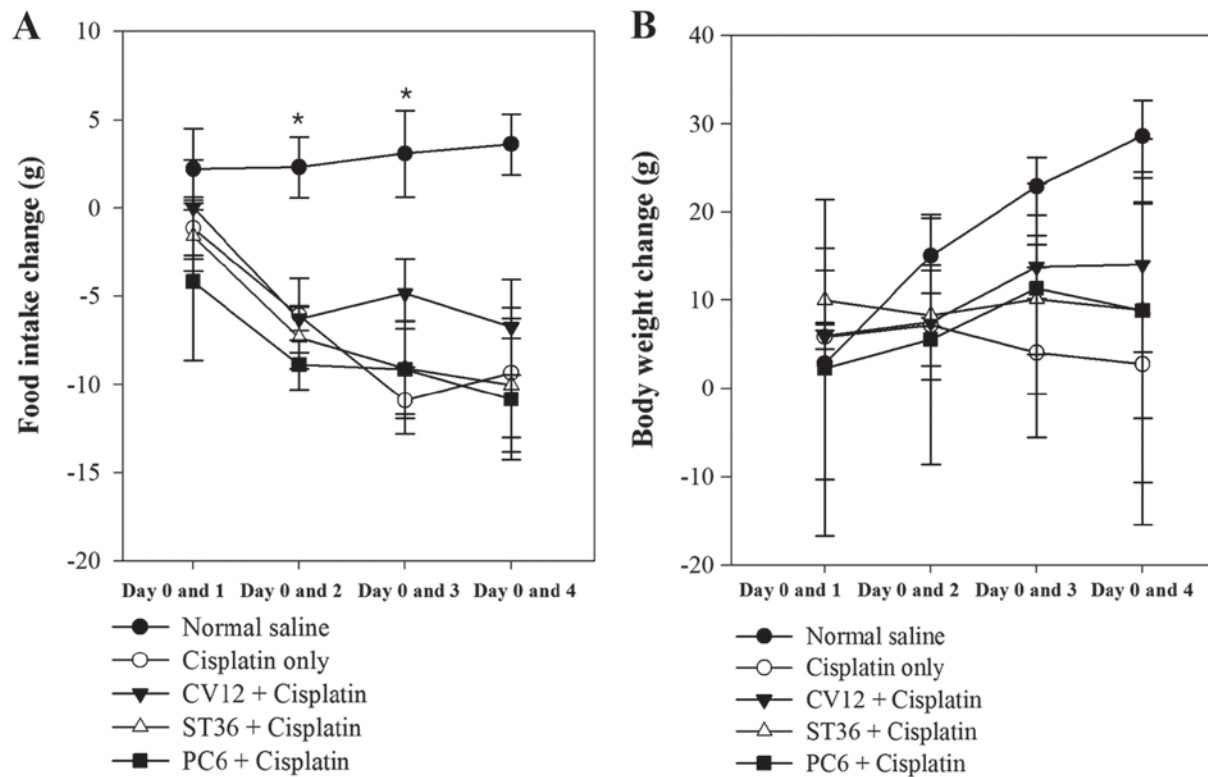 A
Food intake change (g)
10
5
0
-5
-10
-15
-20
*
*
Day 0 and 1 Day 0 and 2 Day 0 and 3 Day 0 and 4
Normal saline
Cisplatin only
CV12 + Cisplatin
ST36 + Cisplatin
PC6 + Cisplatin
B
Body weight change (g)
40
30
20
10
0
-10
-20
Day 0 and 1 Day 0 and 2 Day 0 and 3 Day 0 and 4
Normal saline
Cisplatin only
CV12 + Cisplatin
ST36 + Cisplatin
PC6 + Cisplatin